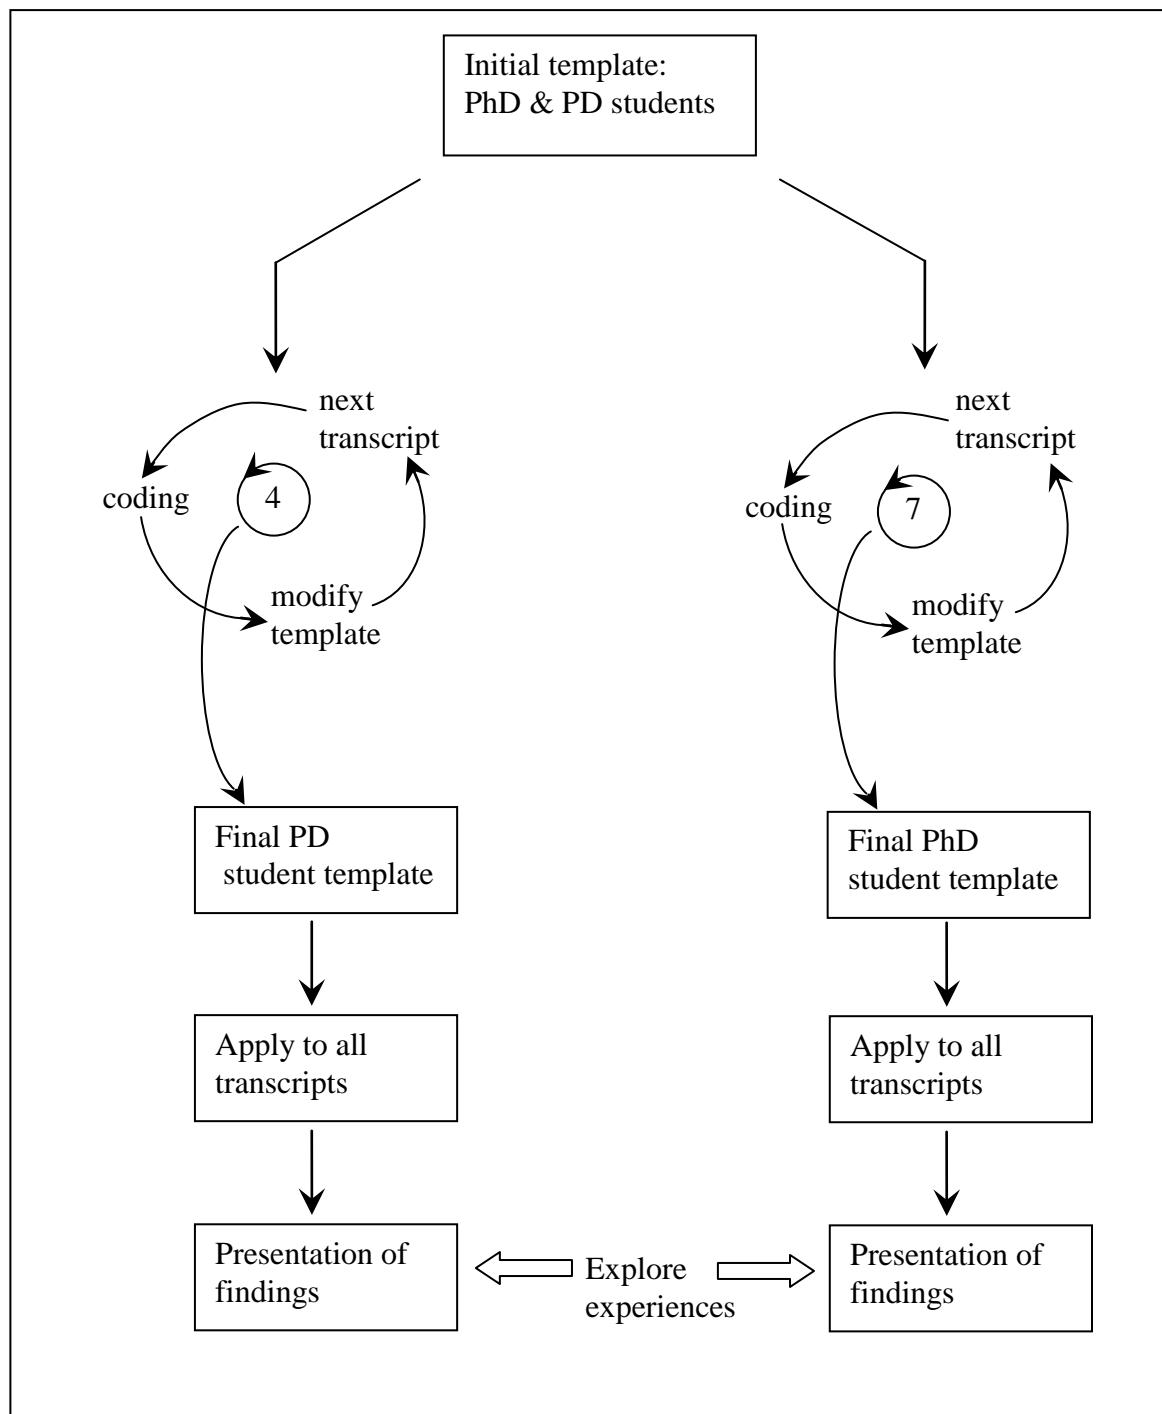 Initial template:
PhD & PD students
next
transcript
coding
4
modify
template
next
transcript
coding
7
modify
template
Final PD
student template
Final PhD
student template
Apply to all
transcripts
Apply to all
transcripts
Presentation of
findings
Explore
experiences
Presentation of
findings